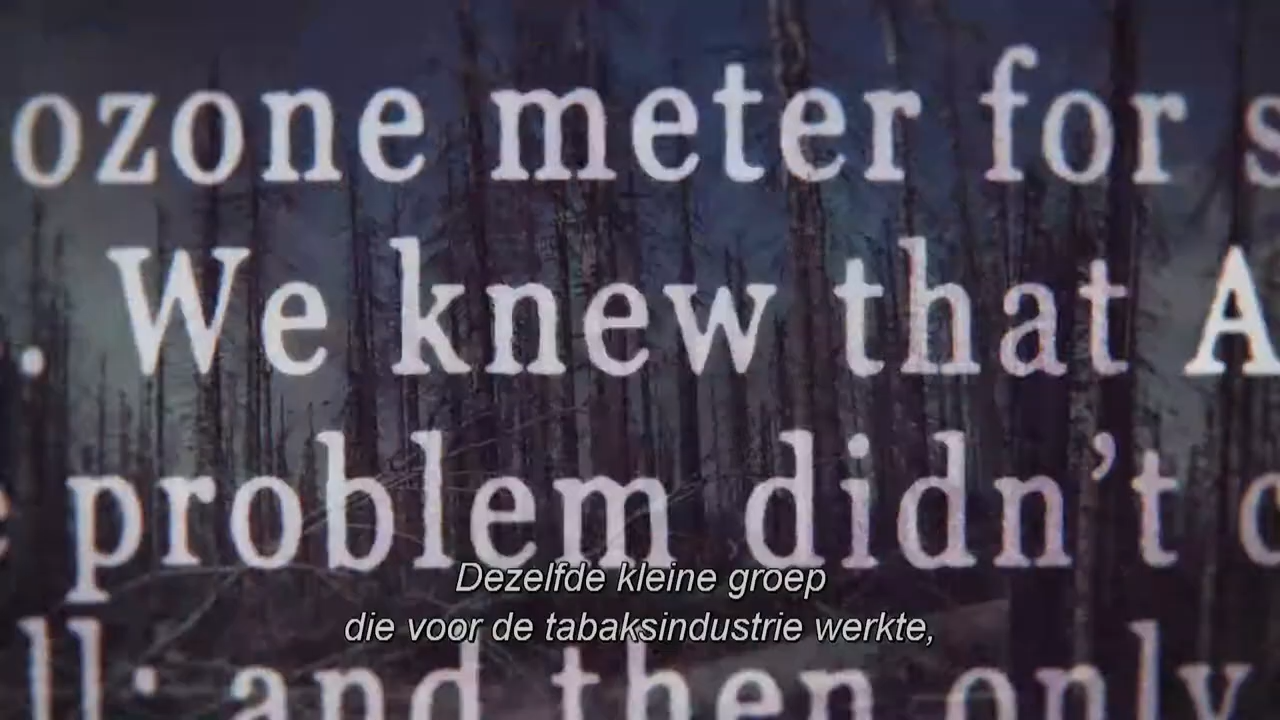 ozone meter for s
. We knew that A
e problem didn't c
ll; and then only
Dezelfde kleine groep
die voor de tabaksindustrie werkte,